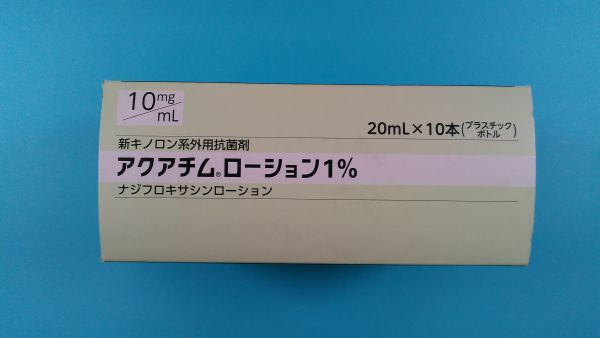 10mg/mL
20mL×10本(プラスチックボトル)
新キノロン系外用抗菌剤
アクアチム®ローション1%
ナジフロキサシンローション